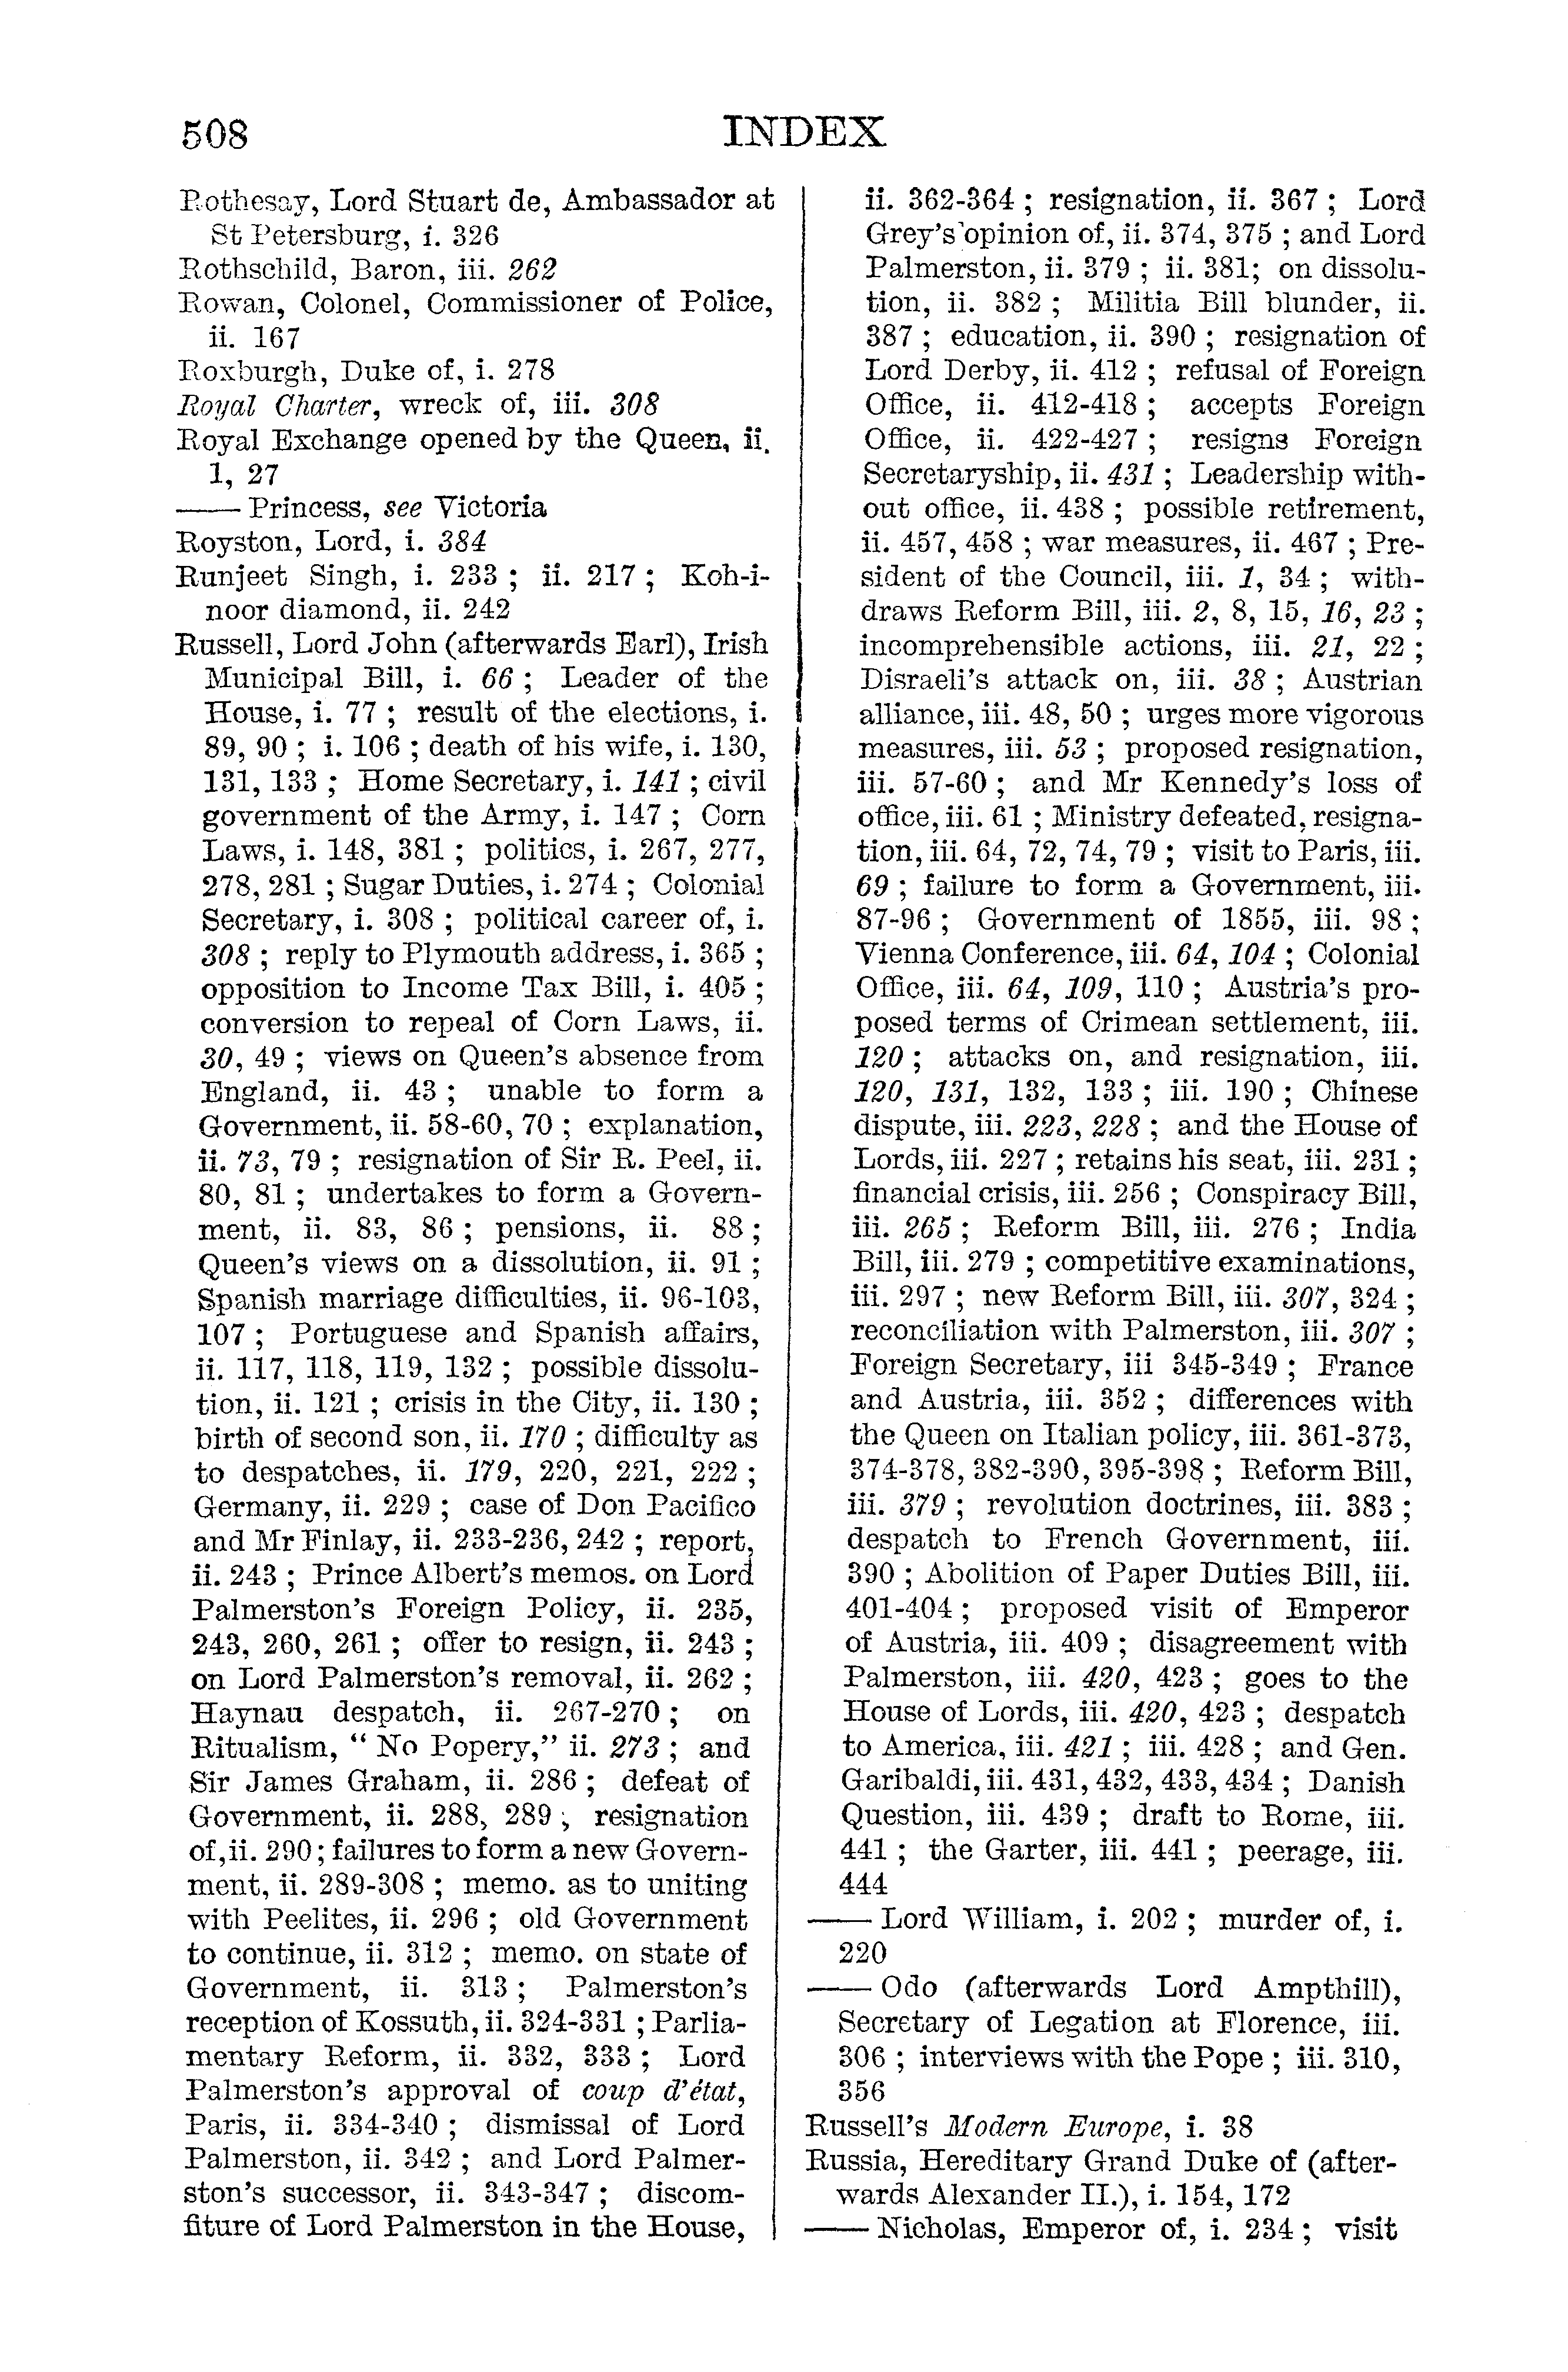 508
INDEX
Rothesay, Lord Stuart de, Ambassador at
St Petersburg, i. 326
Rothschild, Baron, iii. 262
Rowan, Colonel, Commissioner of Police,
ii. 167
Roxburgh, Duke of, i. 278
Royal Charter, wreck of, iii. 308
Royal Exchange opened by the Queen, ii.
1, 27
—— Princess, see Victoria
Royston, Lord, i. 384
Runjeet Singh, i. 233 ; ii. 217 ; Koh-i-
noor diamond, ii. 242
Russell, Lord John (afterwards Earl), Irish
Municipal Bill, i. 66 ; Leader of the
House, i. 77 ; result of the elections, i.
89, 90 ; i. 106 ; death of his wife, i. 130,
131, 133 ; Home Secretary, i. 141 ; civil
government of the Army, i. 147 ; Corn
Laws, i. 148, 381 ; politics, i. 267, 277,
278, 281 ; Sugar Duties, i. 274 ; Colonial
Secretary, i. 308 ; political career of, i.
308 ; reply to Plymouth address, i. 365 ;
opposition to Income Tax Bill, i. 405 ;
conversion to repeal of Corn Laws, ii.
30, 49 ; views on Queen's absence from
England, ii. 43 ; unable to form a
Government, ii. 58-60, 70 ; explanation,
ii. 73, 79 ; resignation of Sir R. Peel, ii.
80, 81 ; undertakes to form a Govern-
ment, ii. 83, 86 ; pensions, ii. 88 ;
Queen's views on a dissolution, ii. 91 ;
Spanish marriage difficulties, ii. 96-103,
107 ; Portuguese and Spanish affairs,
ii. 117, 118, 119, 132 ; possible dissolu-
tion, ii. 121 ; crisis in the City, ii. 130 ;
birth of second son, ii. 170 ; difficulty as
to despatches, ii. 179, 220, 221, 222 ;
Germany, ii. 229 ; case of Don Pacifico
and Mr Finlay, ii. 233-236, 242 ; report,
ii. 243 ; Prince Albert's memos. on Lord
Palmerston's Foreign Policy, ii. 235,
243, 260, 261 ; offer to resign, ii. 243 ;
on Lord Palmerston's removal, ii. 262 ;
Haynau despatch, ii. 267-270 ; on
Ritualism, “ No Popery,” ii. 273 ; and
Sir James Graham, ii. 286 ; defeat of
Government, ii. 288, 289 ; resignation
of, ii. 290 ; failures to form a new Govern-
ment, ii. 289-308 ; memo. as to uniting
with Peelites, ii. 296 ; old Government
to continue, ii. 312 ; memo. on state of
Government, ii. 313 ; Palmerston's
reception of Kossuth, ii. 324-331 ; Parlia-
mentary Reform, ii. 332, 333 ; Lord
Palmerston's approval of coup d'état,
Paris, ii. 334-340 ; dismissal of Lord
Palmerston, ii. 342 ; and Lord Palmer-
ston's successor, ii. 343-347 ; discom-
fiture of Lord Palmerston in the House,
ii. 362-364 ; resignation, ii. 367 ; Lord
Grey's opinion of, ii. 374, 375 ; and Lord
Palmerston, ii. 379 ; ii. 381; on dissolu-
tion, ii. 382 ; Militia Bill blunder, ii.
387 ; education, ii. 390 ; resignation of
Lord Derby, ii. 412 ; refusal of Foreign
Office, ii. 412-418 ; accepts Foreign
Office, ii. 422-427 ; resigns Foreign
Secretaryship, ii. 431 ; Leadership with-
out office, ii. 438 ; possible retirement,
ii. 457, 458 ; war measures, ii. 467 ; Pre-
sident of the Council, iii. 1, 34 ; with-
draws Reform Bill, iii. 2, 8, 15, 16, 23 ;
incomprehensible actions, iii. 21, 22 ;
Disraeli's attack on, iii. 38 ; Austrian
alliance, iii. 48, 50 ; urges more vigorous
measures, iii. 53 ; proposed resignation,
iii. 57-60 ; and Mr Kennedy's loss of
office, iii. 61 ; Ministry defeated, resigna-
tion, iii. 64, 72, 74, 79 ; visit to Paris, iii.
69 ; failure to form a Government, iii.
87-96 ; Government of 1855, iii. 98 ;
Vienna Conference, iii. 64, 104 ; Colonial
Office, iii. 64, 109, 110 ; Austria's pro-
posed terms of Crimean settlement, iii.
120 ; attacks on, and resignation, iii.
120, 131, 132, 133 ; iii. 190 ; Chinese
dispute, iii. 223, 228 ; and the House of
Lords, iii. 227 ; retains his seat, iii. 231 ;
financial crisis, iii. 256 ; Conspiracy Bill,
iii. 265 ; Reform Bill, iii. 276 ; India
Bill, iii. 279 ; competitive examinations,
iii. 297 ; new Reform Bill, iii. 307, 324 ;
reconciliation with Palmerston, iii. 307 ;
Foreign Secretary, iii 345-349 ; France
and Austria, iii. 352 ; differences with
the Queen on Italian policy, iii. 361-373,
374-378, 382-390, 395-398 ; Reform Bill,
iii. 379 ; revolution doctrines, iii. 383 ;
despatch to French Government, iii.
390 ; Abolition of Paper Duties Bill, iii.
401-404 ; proposed visit of Emperor
of Austria, iii. 409 ; disagreement with
Palmerston, iii. 420, 423 ; goes to the
House of Lords, iii. 420, 423 ; despatch
to America, iii. 421 ; iii. 428 ; and Gen.
Garibaldi, iii. 431, 432, 433, 434 ; Danish
Question, iii. 439 ; draft to Rome, iii.
441 ; the Garter, iii. 441 ; peerage, iii.
444
—— Lord William, i. 202 ; murder of, i.
220
—— Odo (afterwards Lord Ampthill),
Secretary of Legation at Florence, iii.
306 ; interviews with the Pope ; iii. 310,
356
Russell's Modern Europe, i. 38
Russia, Hereditary Grand Duke of (after-
wards Alexander II.), i. 154, 172
—— Nicholas, Emperor of, i. 234 ; visit